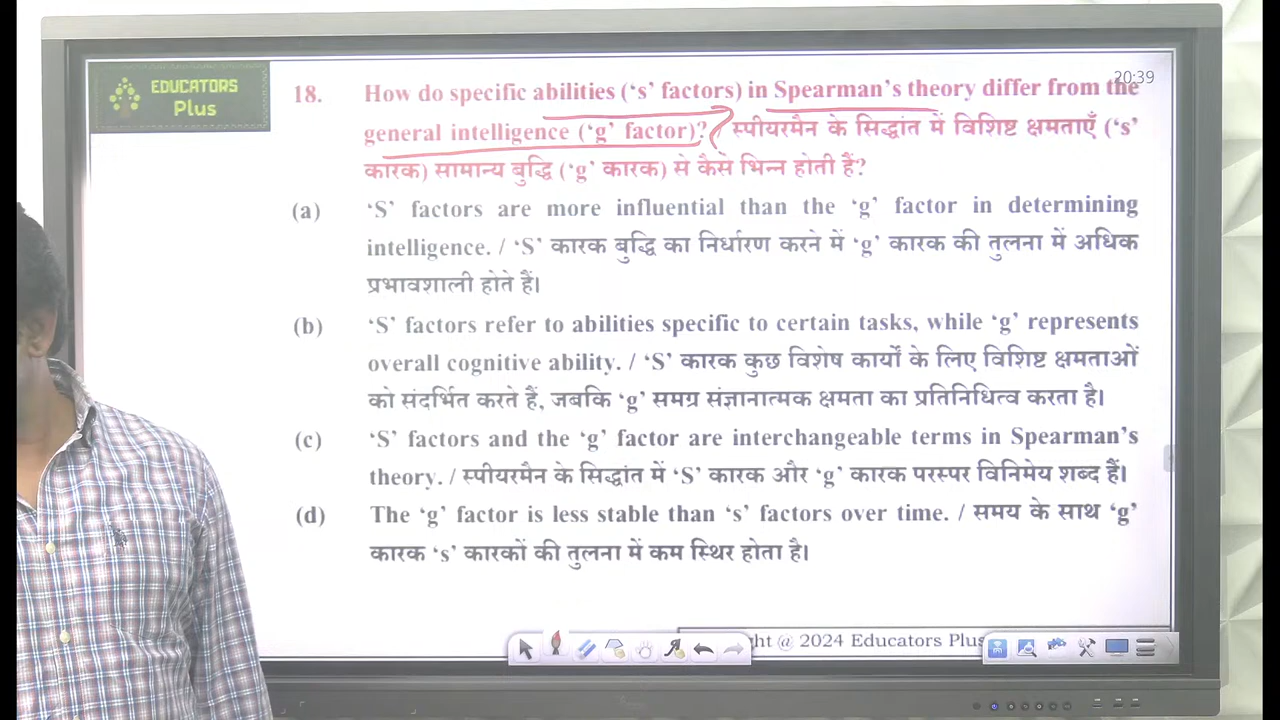 EDUCATORS
Plus
20:39
18. How do specific abilities (‘s’ factors) in Spearman’s theory differ from the
general intelligence (‘g’ factor)? स्पीयरमैन के सिद्धांत में विशिष्ट क्षमताएँ (‘s’
कारक) सामान्य बुद्धि (‘g’ कारक) से कैसे भिन्न होती हैं?
(a) ‘S’ factors are more influential than the ‘g’ factor in determining
intelligence. / ‘S’ कारक बुद्धि का निर्धारण करने में ‘g’ कारक की तुलना में अधिक
प्रभावशाली होते हैं।
(b) ‘S’ factors refer to abilities specific to certain tasks, while ‘g’ represents
overall cognitive ability. / ‘S’ कारक कुछ विशेष कार्यों के लिए विशिष्ट क्षमताओं
को संदर्भित करते हैं, जबकि ‘g’ समग्र संज्ञानात्मक क्षमता का प्रतिनिधित्व करता है।
(c) ‘S’ factors and the ‘g’ factor are interchangeable terms in Spearman’s
theory. / स्पीयरमैन के सिद्धांत में ‘S’ कारक और ‘g’ कारक परस्पर विनिमेय शब्द हैं।
(d) The ‘g’ factor is less stable than ‘s’ factors over time. / समय के साथ ‘g’
कारक ‘s’ कारकों की तुलना में कम स्थिर होता है।
ht @ 2024 Educators Plus